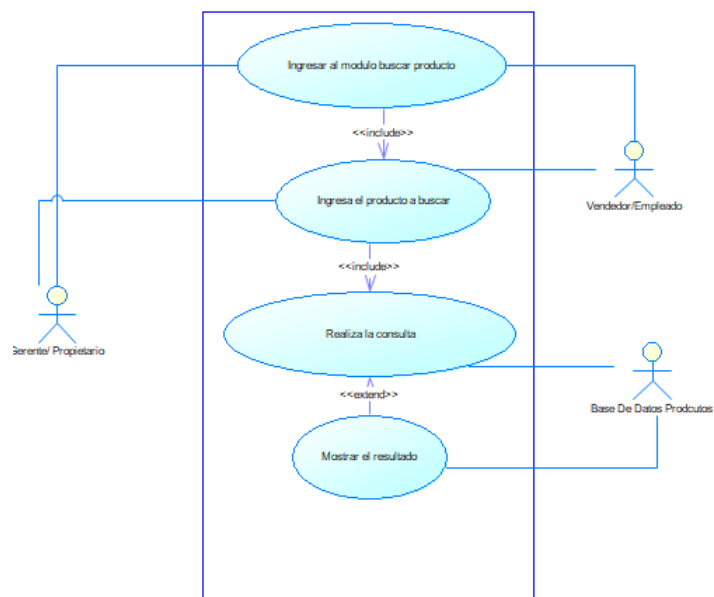 Ingresar al modulo buscar producto
<<include>>
Ingresa el producto a buscar
Vendedor/Empleado
<<include>>
Realiza la consulta
Gerente/ Propietario
<<extend>>
Base De Datos Prodcutos
Mostrar el resultado